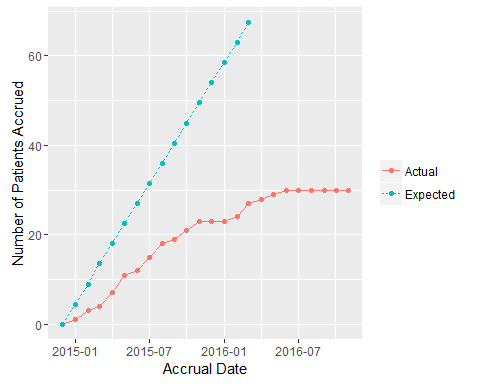 Number of Patients Accrued
60
40
20
0
2015-01
2015-07
2016-01
2016-07
Accrual Date
Actual
Expected